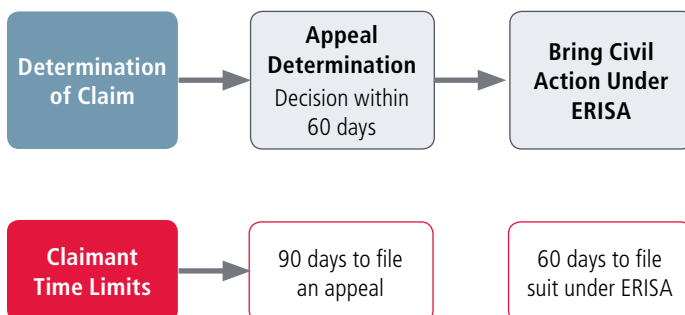 Determination
of Claim
Appeal
Determination
Decision within
60 days
Bring Civil
Action Under
ERISA
Claimant
Time Limits
90 days to file
an appeal
60 days to file
suit under ERISA